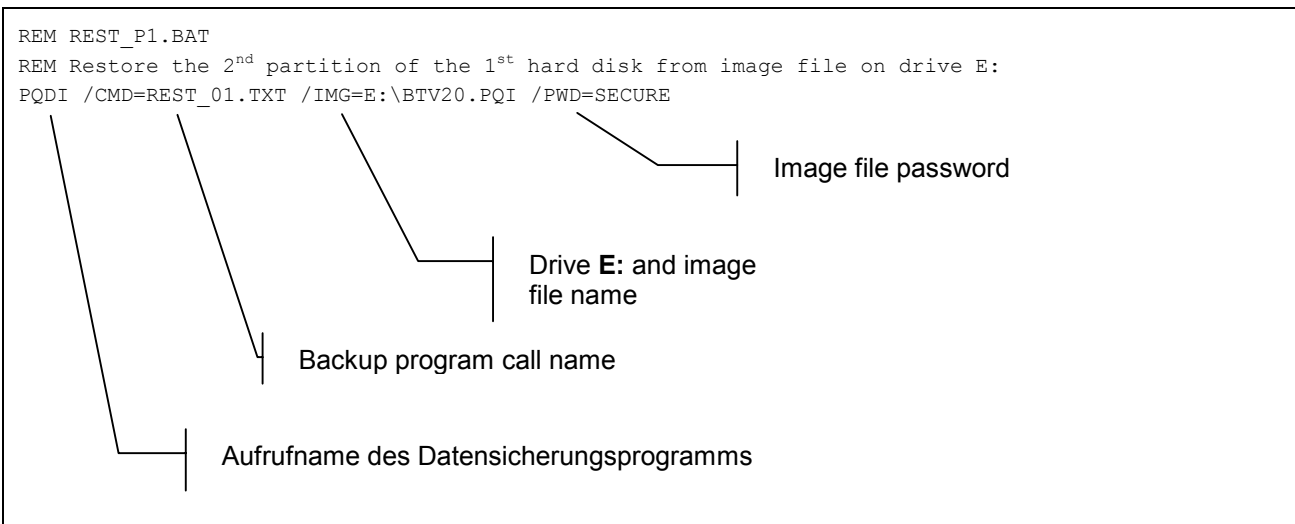 REM REST_P1.BAT
REM Restore the 2nd partition of the 1st hard disk from image file on drive E:
PQDI /CMD=REST_01.TXT /IMG=E:\BTV20.PQI /PWD=SECURE
Image file password
Drive E: and image
file name
Backup program call name
Aufrufname des Datensicherungsprogramms